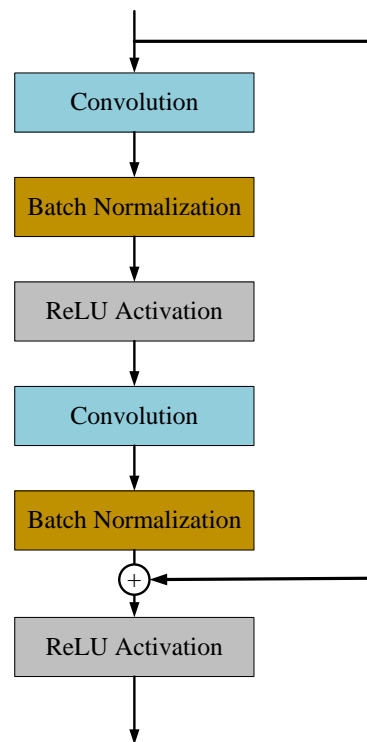 Convolution
Batch Normalization
ReLU Activation
Convolution
Batch Normalization
+
ReLU Activation